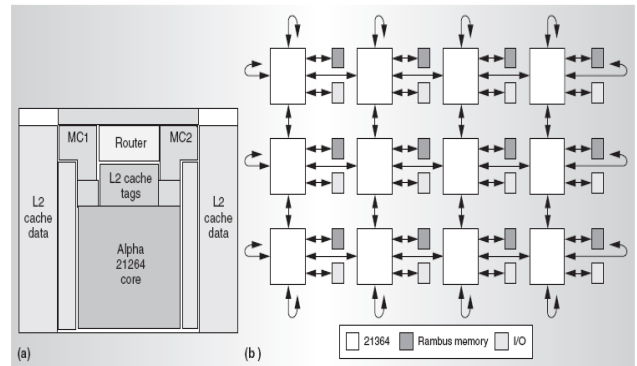 MC1
Router
MC2
L2 cache
tags
L2
cache
data
L2
cache
data
Alpha
21264
core
(a)
(b)
21364
Rambus memory
I/O